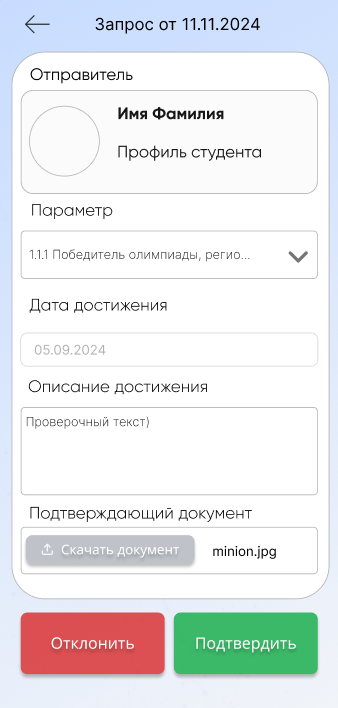 Запрос от 11.11.2024
Отправитель
Имя Фамилия
Профиль студента
Параметр
1.1.1 Победитель олимпиады, регио...
Дата достижения
05.09.2024
Описание достижения
Проверочный текст)
Подтверждающий документ
Скачать документ minion.jpg
Отклонить Подтвердить